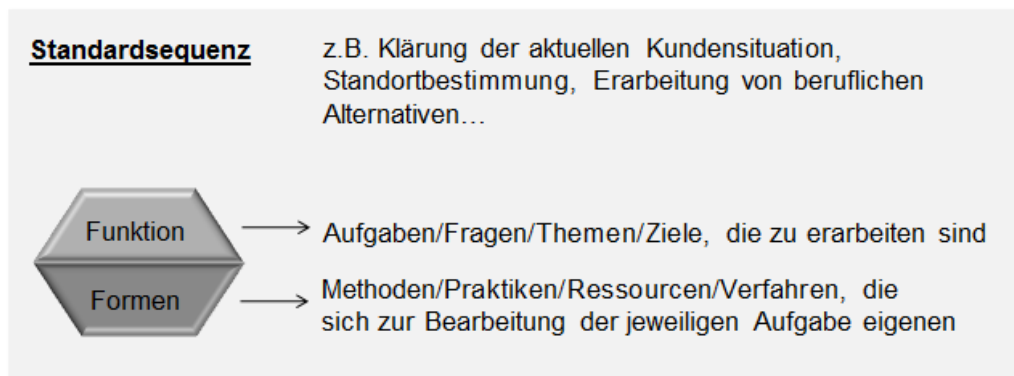 Standardsequenz
z.B. Klärung der aktuellen Kundensituation,
Standortbestimmung, Erarbeitung von beruflichen
Alternativen…
Funktion
Aufgaben/Fragen/Themen/Ziele, die zu erarbeiten sind
Formen
Methoden/Praktiken/Ressourcen/Verfahren, die
sich zur Bearbeitung der jeweiligen Aufgabe eigenen